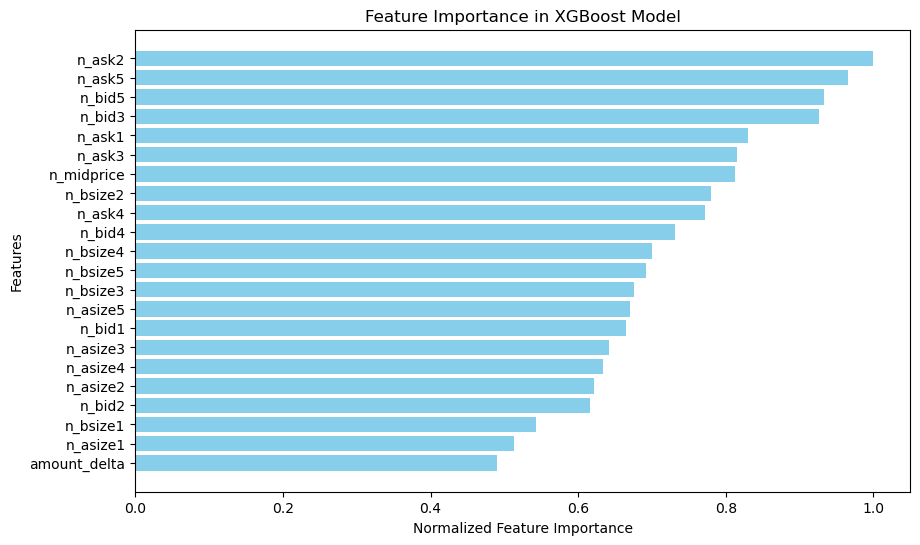 Feature Importance in XGBoost Model
Features
n_ask2
n_ask5
n_bid5
n_bid3
n_ask1
n_ask3
n_midprice
n_bsize2
n_ask4
n_bid4
n_bsize4
n_bsize5
n_bsize3
n_asize5
n_bid1
n_asize3
n_asize4
n_asize2
n_bid2
n_bsize1
n_asize1
amount_delta
0.0 0.2 0.4 0.6 0.8 1.0
Normalized Feature Importance